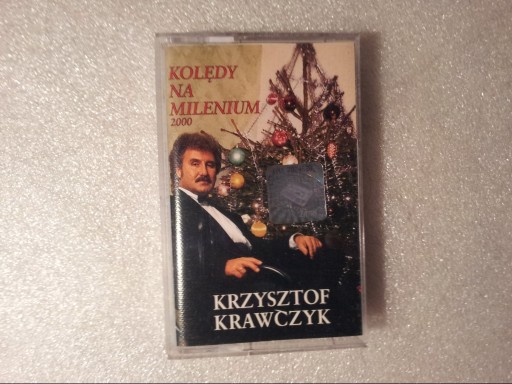 KOLĘDY
NA
MILENIUM
2000
KRZYSZTOF
KRAWCZYK